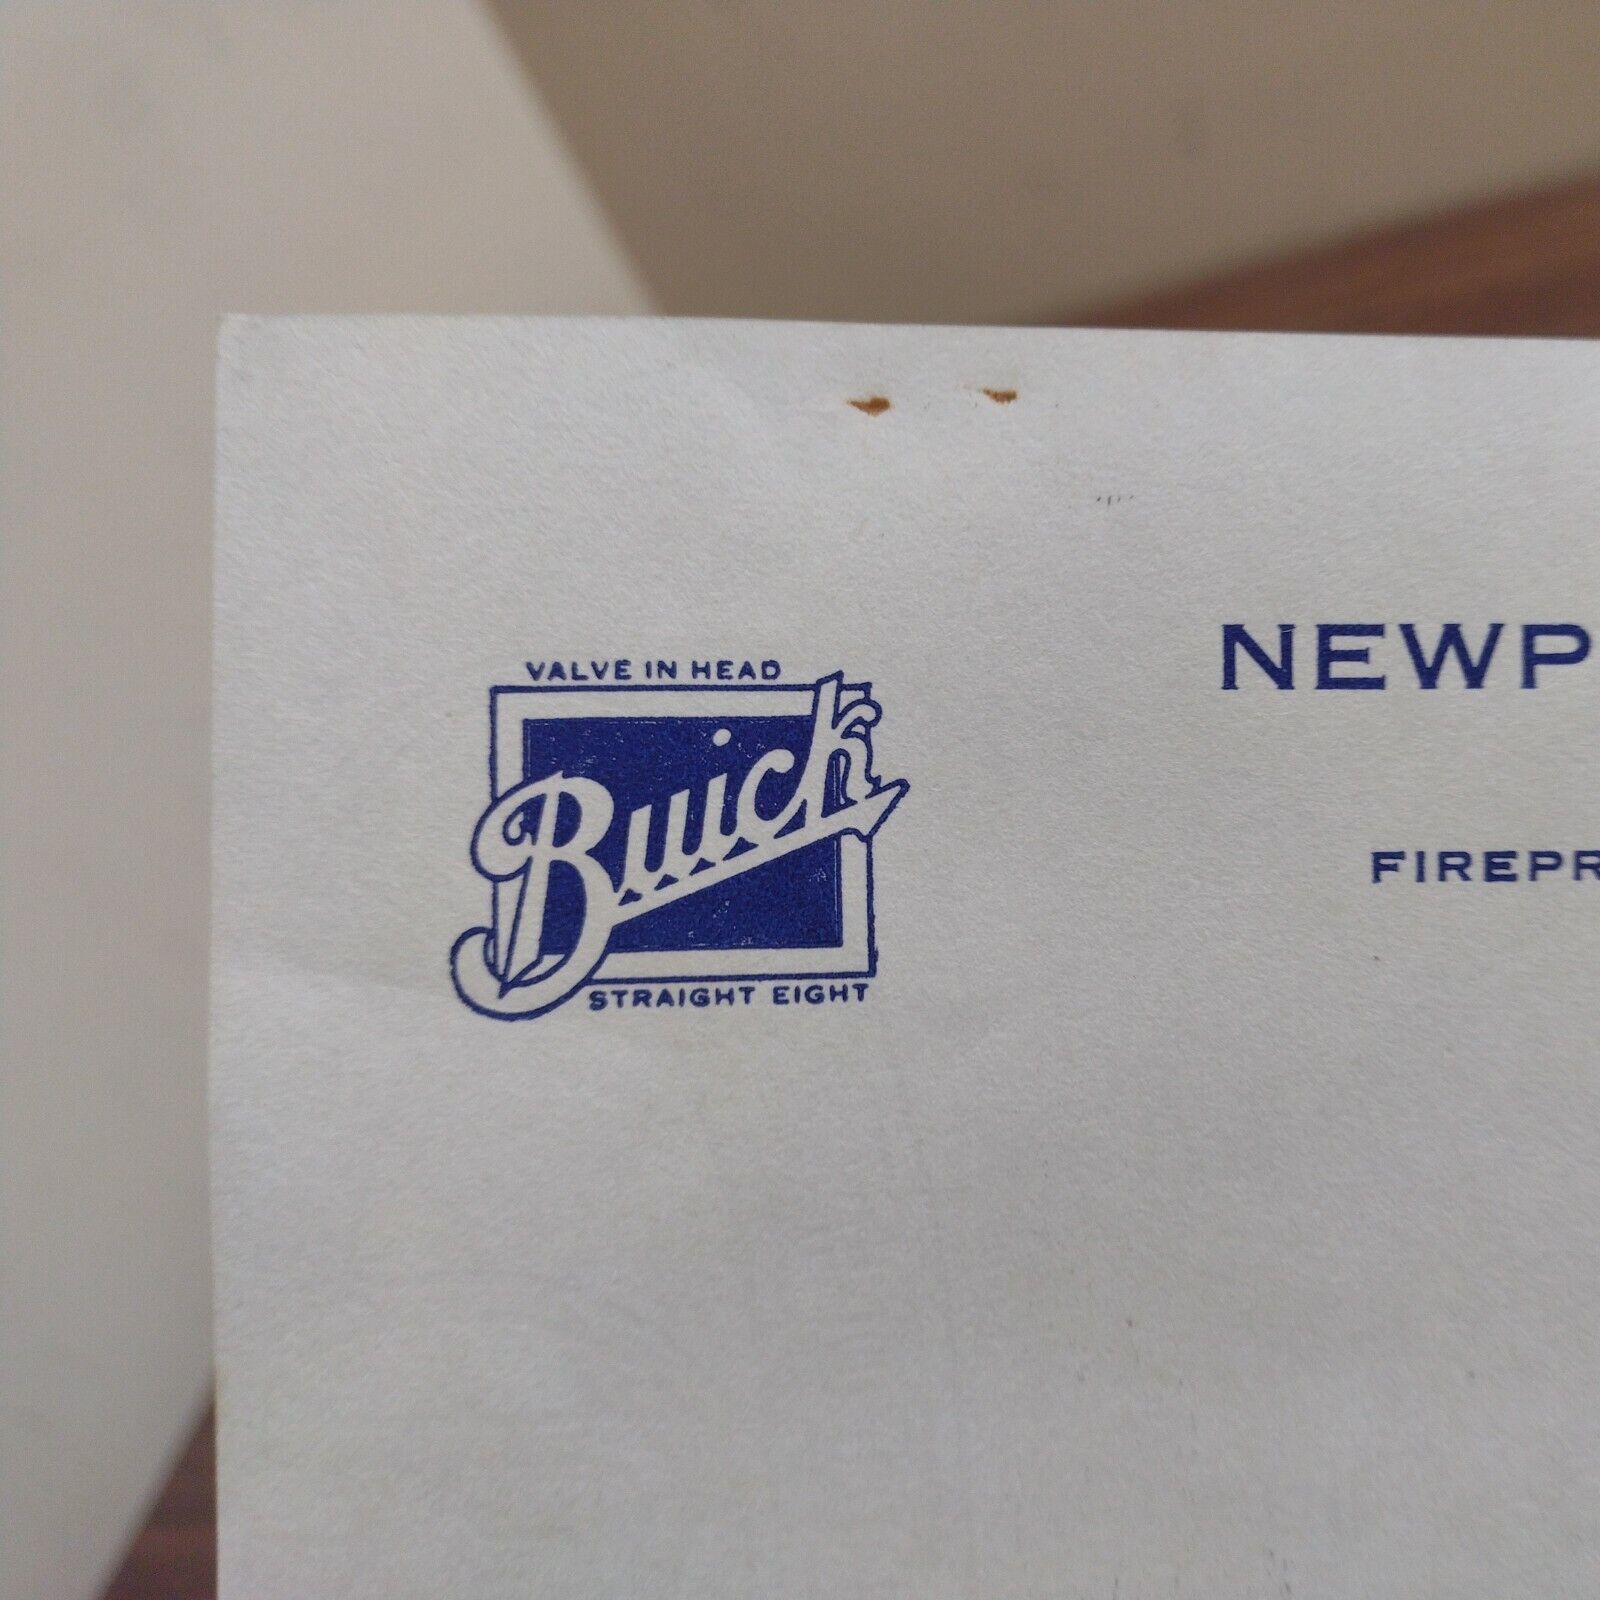 VALVE IN HEAD
Buick
STRAIGHT EIGHT
NEWP
FIREPR